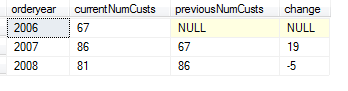 orderyear currentNumCusts previousNumCusts change
2006 67 NULL NULL
2007 86 67 19
2008 81 86 -5